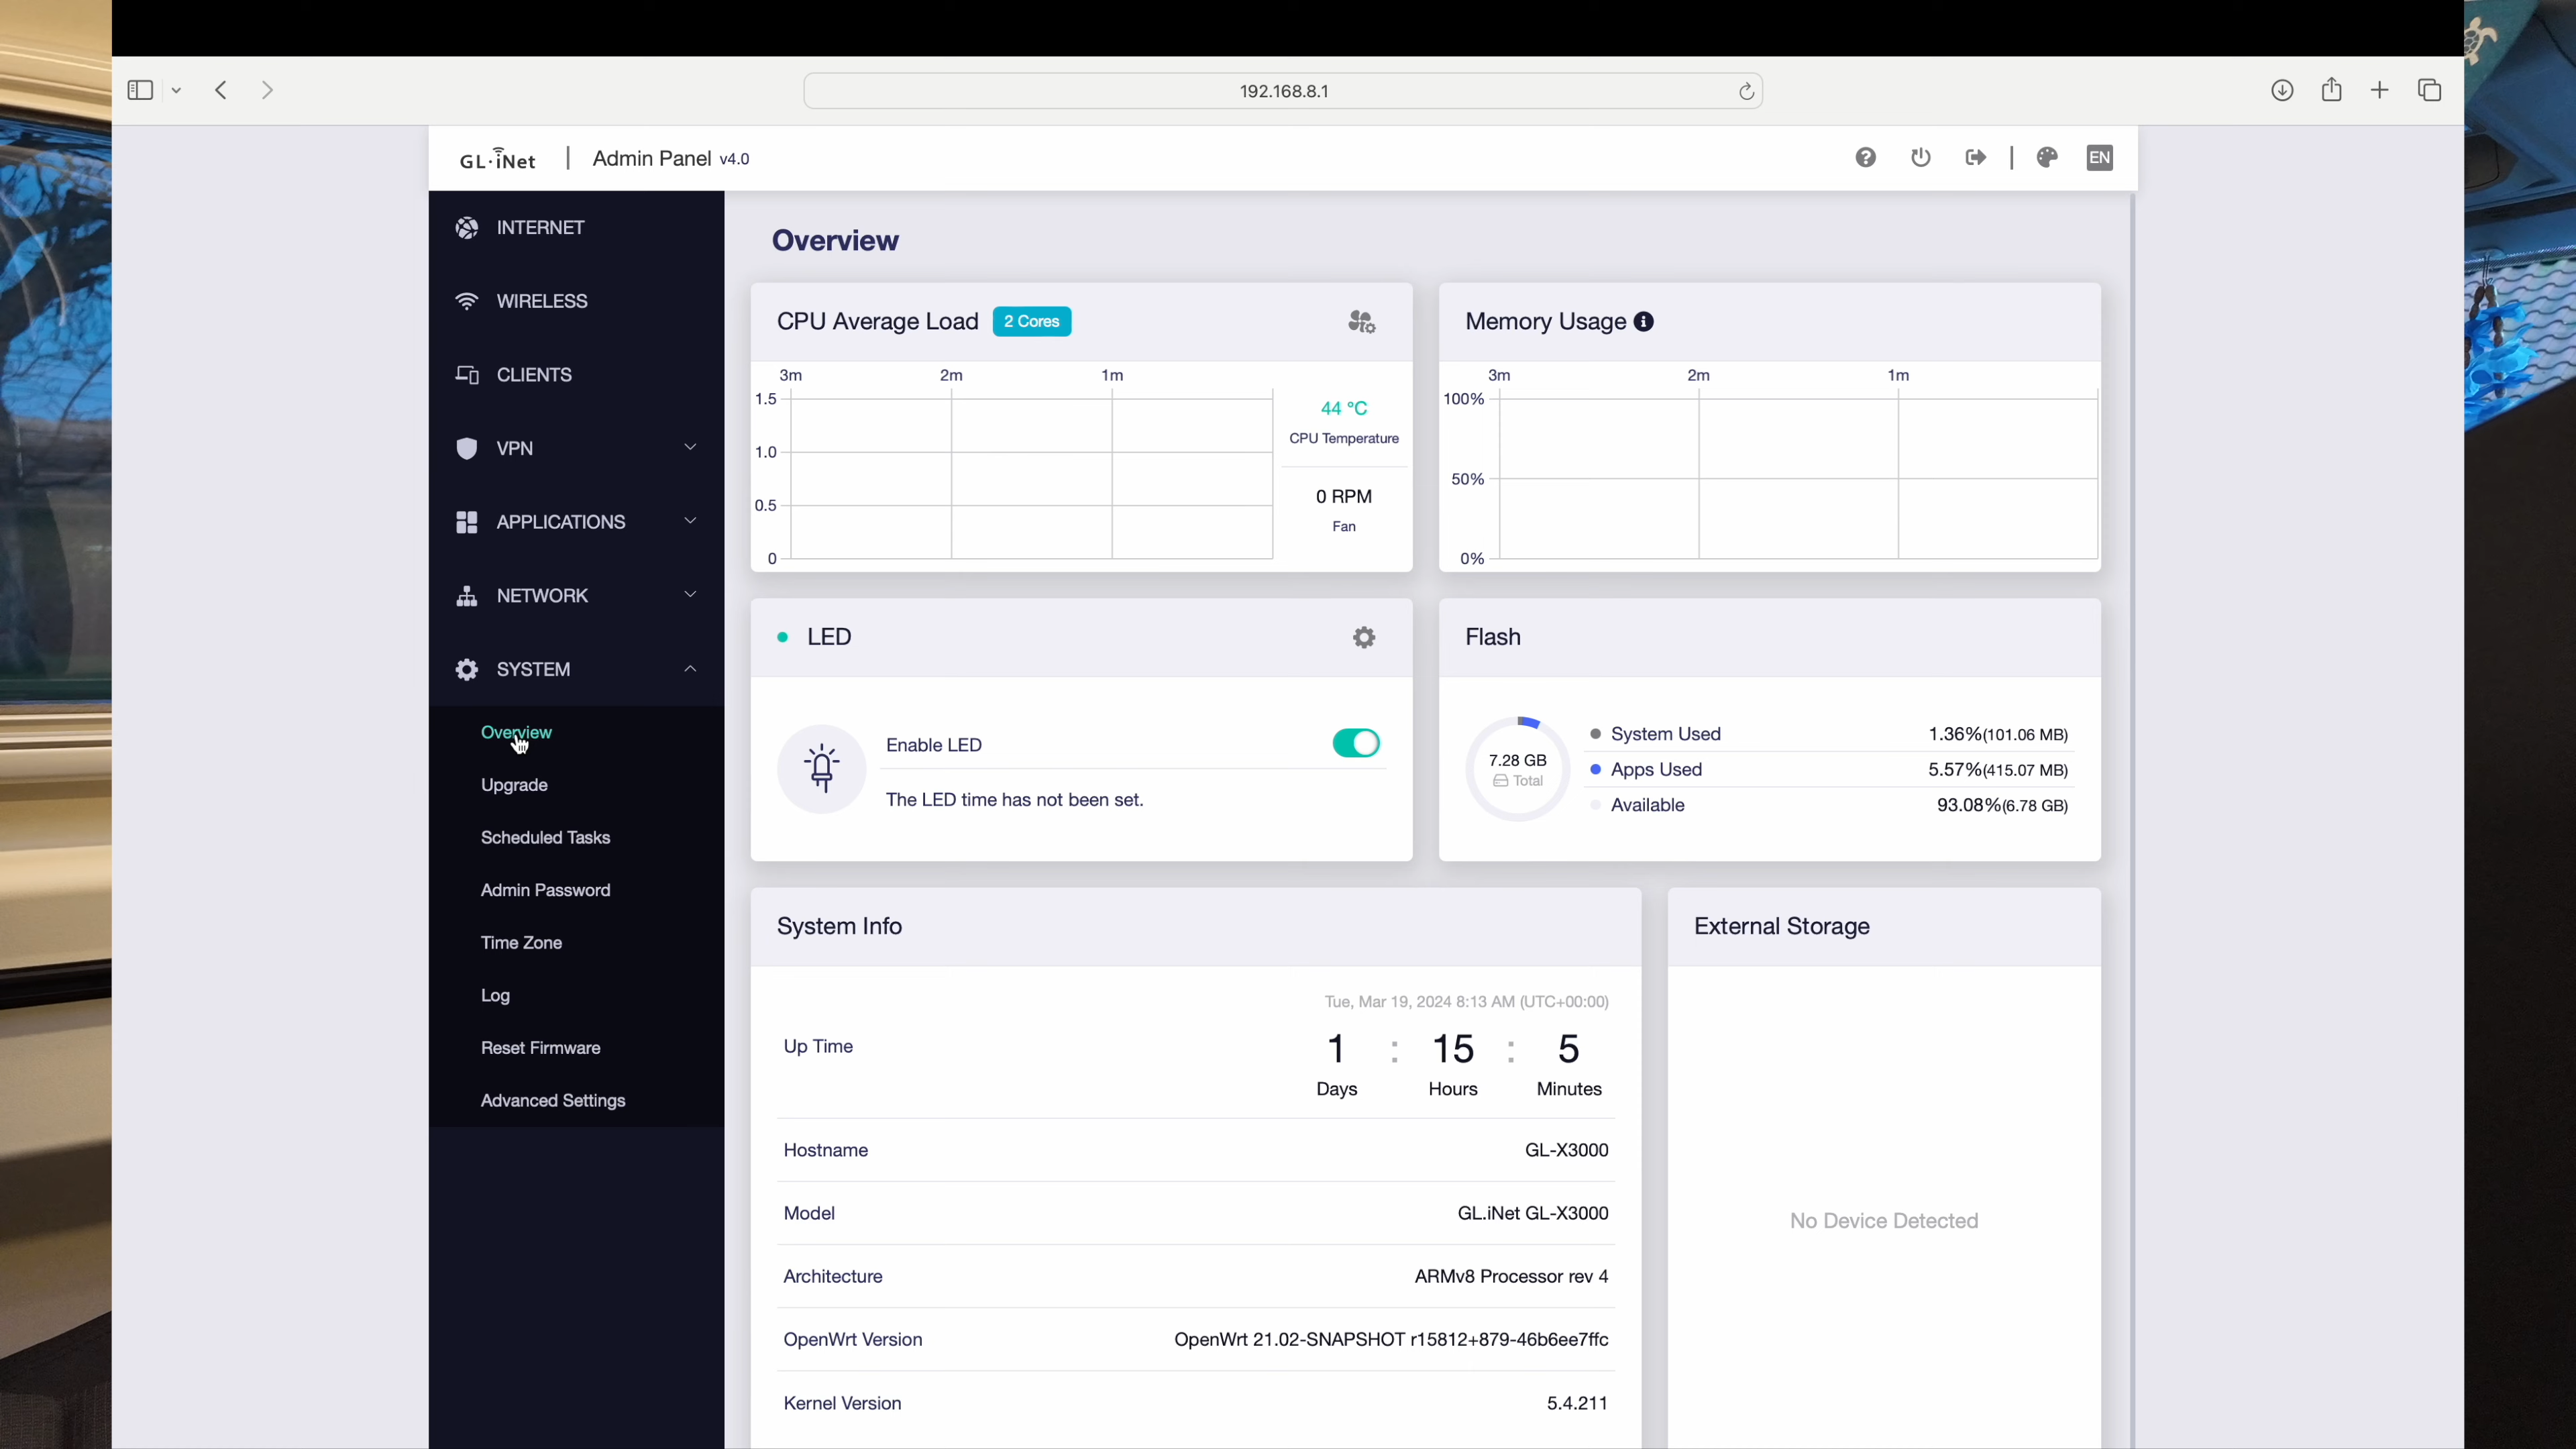 192.168.8.1
GL·iNet | Admin Panel v4.0
EN
INTERNET
WIRELESS
CLIENTS
VPN
APPLICATIONS
NETWORK
SYSTEM
Overview
Upgrade
Scheduled Tasks
Admin Password
Time Zone
Log
Reset Firmware
Advanced Settings
Overview
CPU Average Load 2 Cores
3m 2m 1m
1.5
1.0
0.5
0
44 °C
CPU Temperature
0 RPM
Fan
Memory Usage
3m 2m 1m
100%
50%
0%
LED
Enable LED
The LED time has not been set.
Flash
7.28 GB
Total
System Used 1.36%(101.06 MB)
Apps Used 5.57%(415.07 MB)
Available 93.08%(6.78 GB)
System Info
Tue, Mar 19, 2024 8:13 AM (UTC+00:00)
Up Time 1 : 15 : 5
Days Hours Minutes
Hostname GL-X3000
Model GL.iNet GL-X3000
Architecture ARMv8 Processor rev 4
OpenWrt Version OpenWrt 21.02-SNAPSHOT r15812+879-46b6ee7ffc
Kernel Version 5.4.211
External Storage
No Device Detected